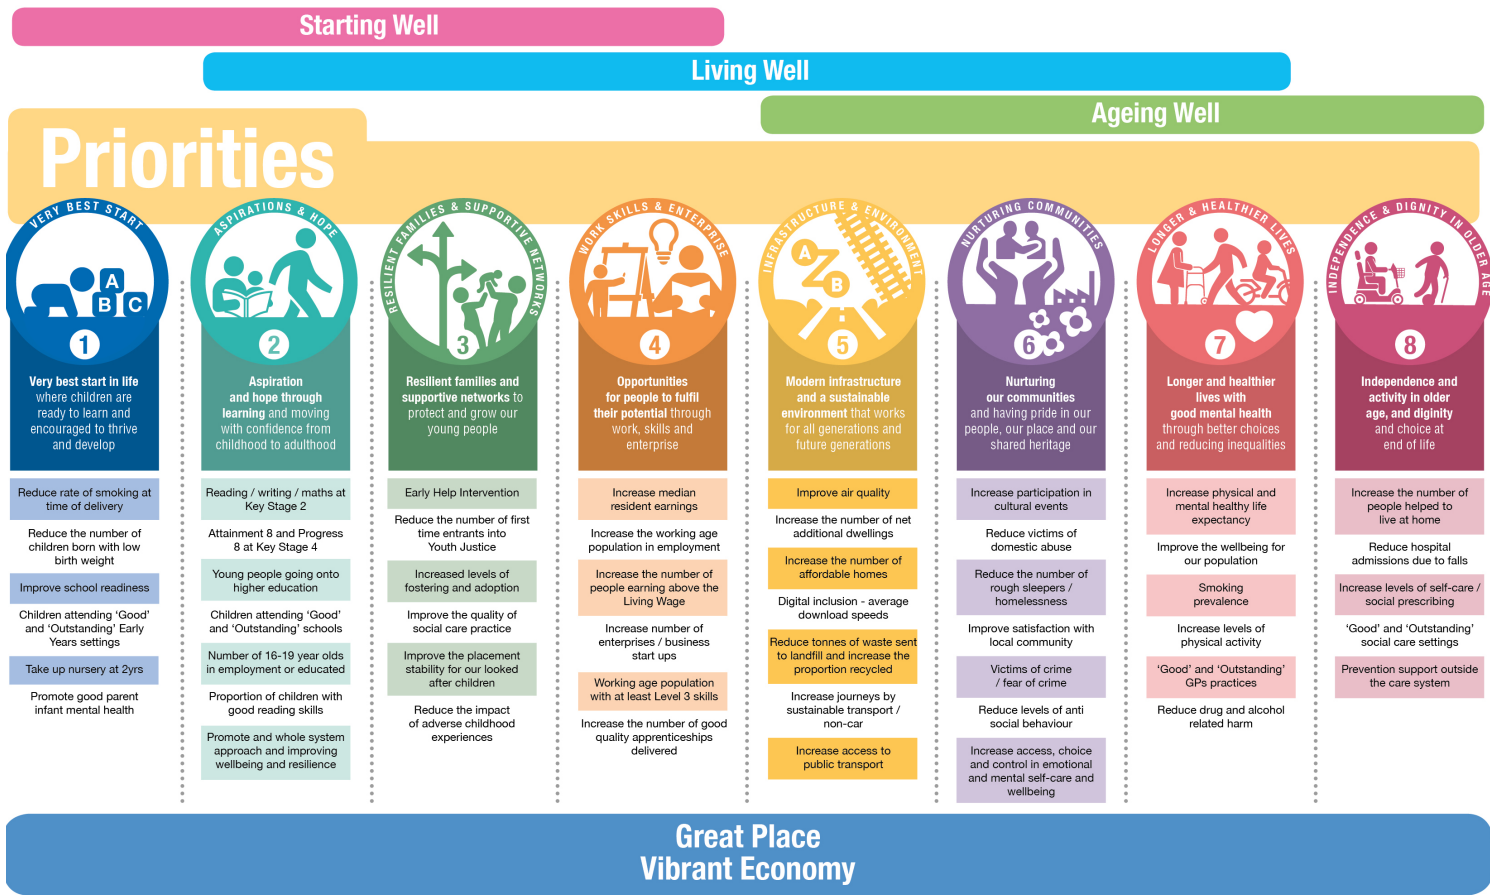 Starting Well
Living Well
Ageing Well
Priorities
VERY BEST START
A
B C
1
Very best start in life
where children are
ready to learn and
encouraged to thrive
and develop
Reduce rate of smoking at
time of delivery
Reduce the number of
children born with low
birth weight
Improve school readiness
Children attending ‘Good’
and ‘Outstanding’ Early
Years settings
Take up nursery at 2yrs
Promote good parent
infant mental health
ASPIRATIONS & HOPE
2
Aspiration
and hope through
learning and moving
with confidence from
childhood to adulthood
Reading / writing / maths at
Key Stage 2
Attainment 8 and Progress
8 at Key Stage 4
Young people going onto
higher education
Children attending ‘Good’
and ‘Outstanding’ schools
Number of 16-19 year olds
in employment or educated
Proportion of children with
good reading skills
Promote and whole system
approach and improving
wellbeing and resilience
RESILIENT FAMILIES & SUPPORTIVE NETWORKS
3
Resilient families and
supportive networks to
protect and grow our
young people
Early Help Intervention
Reduce the number of first
time entrants into
Youth Justice
Increased levels of
fostering and adoption
Improve the quality of
social care practice
Improve the placement
stability for our looked
after children
Reduce the impact
of adverse childhood
experiences
WORK SKILLS & ENTERPRISE
4
Opportunities
for people to fulfil
their potential through
work, skills and
enterprise
Increase median
resident earnings
Increase the working age
population in employment
Increase the number of
people earning above the
Living Wage
Increase number of
enterprises / business
start ups
Working age population
with at least Level 3 skills
Increase the number of good
quality apprenticeships
delivered
INFRASTRUCTURE & ENVIRONMENT
A
B
5
Modern infrastructure
and a sustainable
environment that works
for all generations and
future generations
Improve air quality
Increase the number of net
additional dwellings
Increase the number of
affordable homes
Digital inclusion - average
download speeds
Reduce tonnes of waste sent
to landfill and increase the
proportion recycled
Increase journeys by
sustainable transport /
non-car
Increase access to
public transport
NURTURING COMMUNITIES
6
Nurturing
our communities
and having pride in our
people, our place and our
shared heritage
Increase participation in
cultural events
Reduce victims of
domestic abuse
Reduce the number of
rough sleepers /
homelessness
Improve satisfaction with
local community
Victims of crime
/ fear of crime
Reduce levels of anti
social behaviour
Increase access, choice
and control in emotional
and mental self-care and
wellbeing
LONGER & HEALTHIER LIVES
7
Longer and healthier
lives with
good mental health
through better choices
and reducing inequalities
Increase physical and
mental healthy life
expectancy
Improve the wellbeing for
our population
Smoking
prevalence
Increase levels of
physical activity
‘Good’ and ‘Outstanding’
GPs practices
Reduce drug and alcohol
related harm
INDEPENDENCE & DIGNITY IN OLDER AGE
8
Independence and
activity in older
age, and diginity
and choice at
end of life
Increase the number of
people helped to
live at home
Reduce hospital
admissions due to falls
Increase levels of self-care /
social prescribing
‘Good’ and ‘Outstanding’
social care settings
Prevention support outside
the care system
Great Place
Vibrant Economy